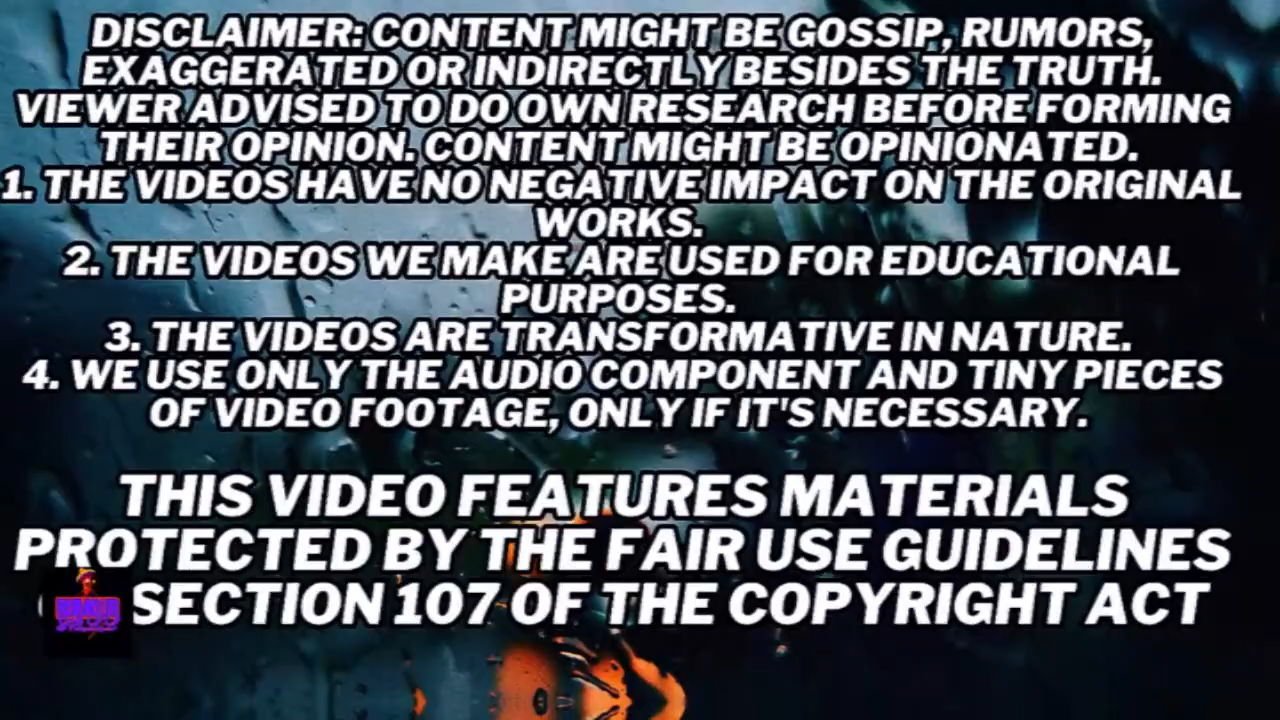 DISCLAIMER: CONTENT MIGHT BE GOSSIP, RUMORS,
EXAGGERATED OR INDIRECTLY BESIDES THE TRUTH.
VIEWER ADVISED TO DO OWN RESEARCH BEFORE FORMING
THEIR OPINION. CONTENT MIGHT BE OPINIONATED.
1. THE VIDEOS HAVE NO NEGATIVE IMPACT ON THE ORIGINAL
WORKS.
2. THE VIDEOS WE MAKE ARE USED FOR EDUCATIONAL
PURPOSES.
3. THE VIDEOS ARE TRANSFORMATIVE IN NATURE.
4. WE USE ONLY THE AUDIO COMPONENT AND TINY PIECES
OF VIDEO FOOTAGE, ONLY IF IT'S NECESSARY.
THIS VIDEO FEATURES MATERIALS
PROTECTED BY THE FAIR USE GUIDELINES
SECTION 107 OF THE COPYRIGHT ACT